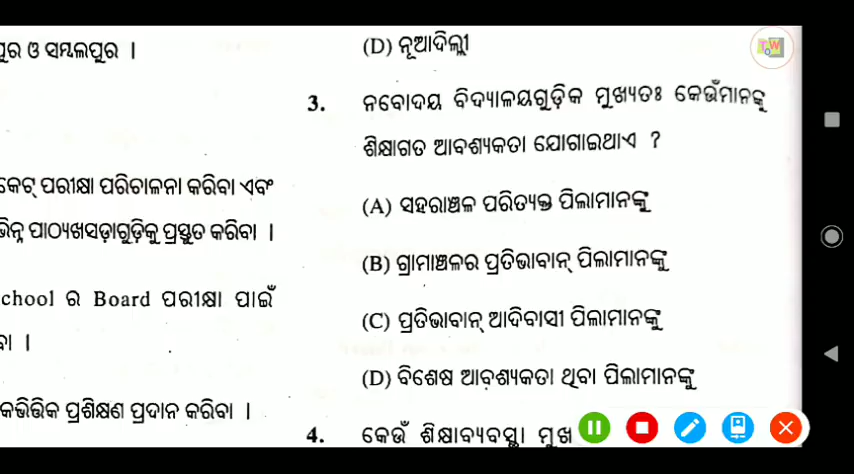 ପୁର ଓ ସମ୍ବଲପୁର ।
କେଟ୍ ପରୀକ୍ଷା ପରିଚାଳନା କରିବା ଏବଂ
ଭିନ୍ନ ପାଠ୍ୟଖସଡ଼ାଗୁଡ଼ିକୁ ପ୍ରସ୍ତୁତ କରିବା ।
chool ର Board ପରୀକ୍ଷା ପାଇଁ
ବା ।
କଭିଭିକ ପ୍ରଶିକ୍ଷଣ ପ୍ରଦାନ କରିବା ।
(D) ନୂଆଦିଲ୍ଲୀ
3. ନବୋଦୟ ବିଦ୍ୟାଳୟଗୁଡ଼ିକ ମୁଖ୍ୟତଃ କେଉଁମାନଙ୍କୁ
ଶିକ୍ଷାଗତ ଆବଶ୍ୟକତା ଯୋଗାଇଥାଏ ?
(A) ସହରାଞ୍ଚଳ ପରିତ୍ୟକ୍ତ ପିଲାମାନଙ୍କୁ
(B) ଗ୍ରାମାଞ୍ଚଳର ପ୍ରତିଭାବାନ୍ ପିଲାମାନଙ୍କୁ
(C) ପ୍ରତିଭାବାନ୍ ଆଦିବାସୀ ପିଲାମାନଙ୍କୁ
(D) ବିଶେଷ ଆବଶ୍ୟକତା ଥିବା ପିଲାମାନଙ୍କୁ
4. କେଉଁ ଶିକ୍ଷାବ୍ୟବସ୍ଥା ମୁଖ